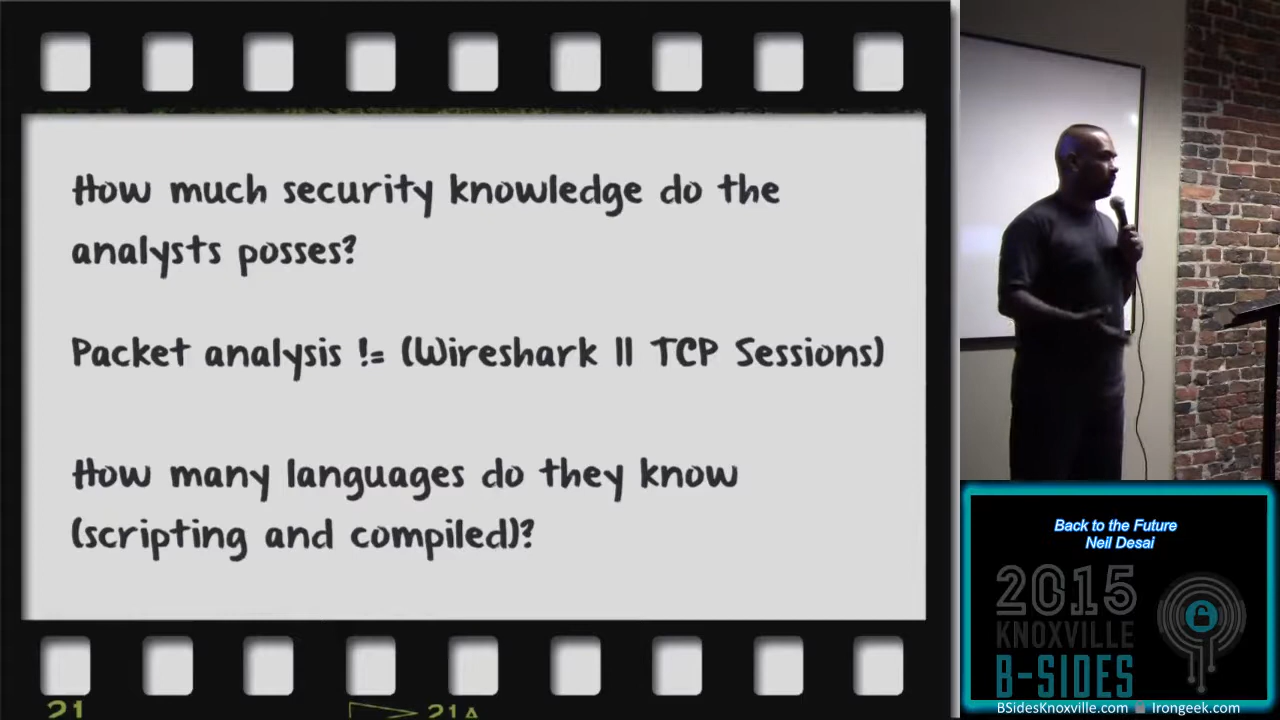 How much security knowledge do the
analysts posses?
Packet analysis != (Wireshark || TCP Sessions)
How many languages do they know
(scripting and compiled)?
21
21A
Back to the Future
Neil Desai
2015
KNOXVILLE
B-SIDES
BSidesKnoxville.com Irongeek.com